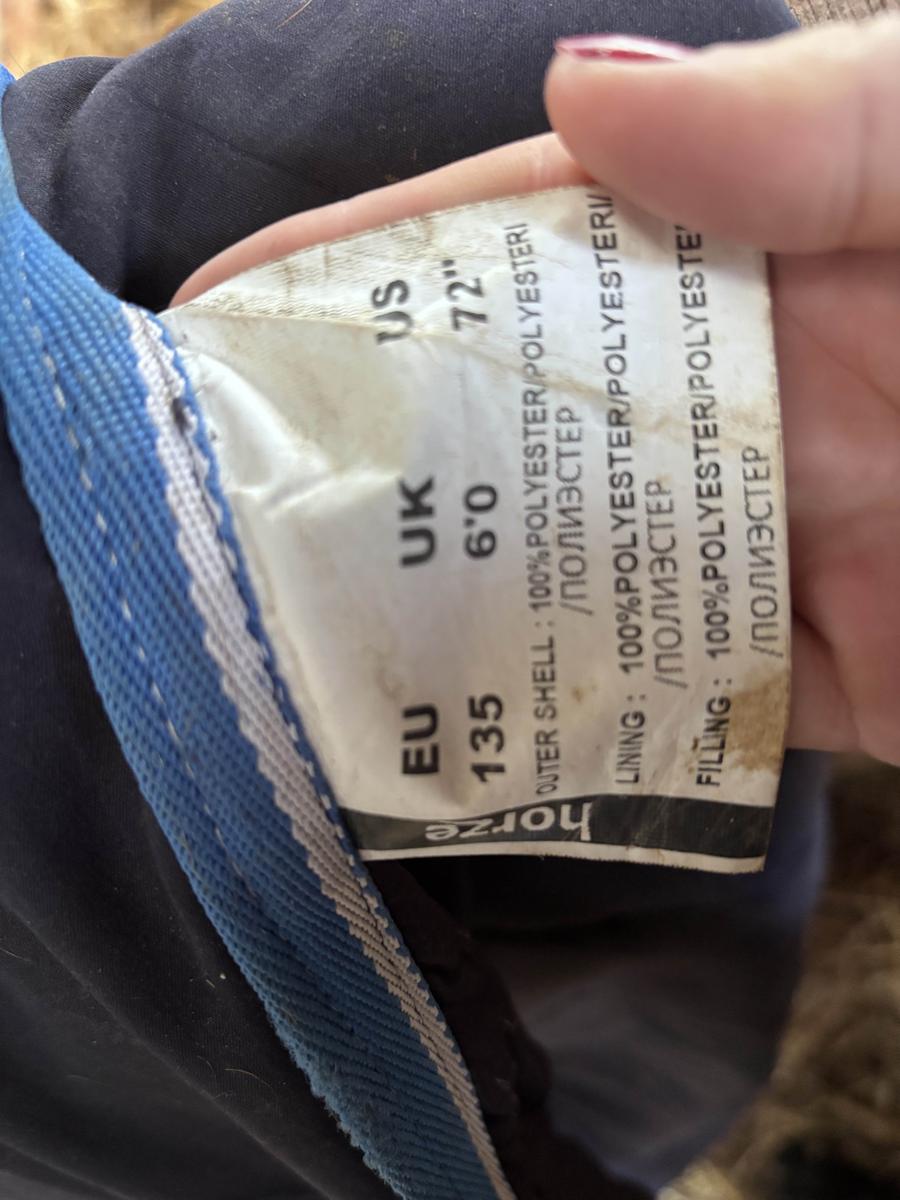 horze
EU UK US
135 6'0 72"
OUTER SHELL : 100%POLYESTER/POLYESTERI
/ПОЛИЭСТЕР
LINING : 100%POLYESTER/POLYESTERI/
/ПОЛИЭСТЕР
FILLING : 100%POLYESTER/POLYESTE
/ПОЛИЭСТЕР